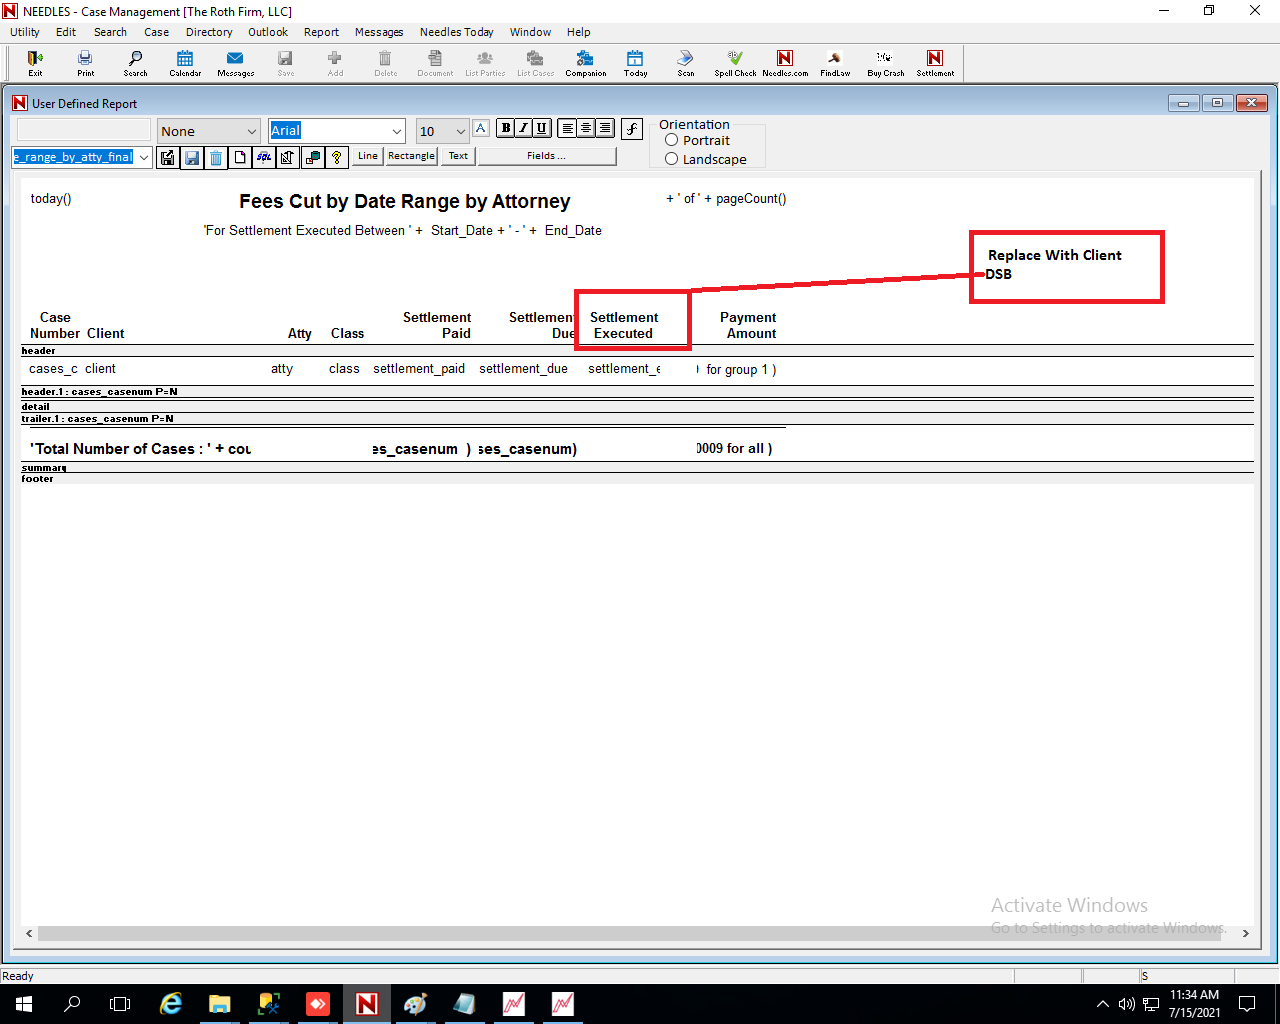 NEEDLES - Case Management [The Roth Firm, LLC]
Utility Edit Search Case Directory Outlook Report Messages Needles Today Window Help
Exit Print Search Calendar Messages Save Add Delete Document List Parties List Cases Companion Today Scan Spell Check Needles.com FindLaw Buy Crash Settlement
User Defined Report
None Arial 10 A B I U f Orientation
Portrait
e_range_by_atty_final SQL ? Line Rectangle Text Fields ... Landscape
today() Fees Cut by Date Range by Attorney + ' of ' + pageCount()
'For Settlement Executed Between ' + Start_Date + ' - ' + End_Date
Replace With Client
DSB
Case Settlement Settlement Settlement Payment
Number Client Atty Class Paid Due Executed Amount
header
cases_c client atty class settlement_paid settlement_due settlement_e for group 1 )
header.1 : cases_casenum P=N
detail
trailer.1 : cases_casenum P=N
'Total Number of Cases : ' + cou es_casenum ) ses_casenum) 0009 for all )
summary
footer
Activate Windows
Go to Settings to activate Windows.
Ready S
11:34 AM
7/15/2021